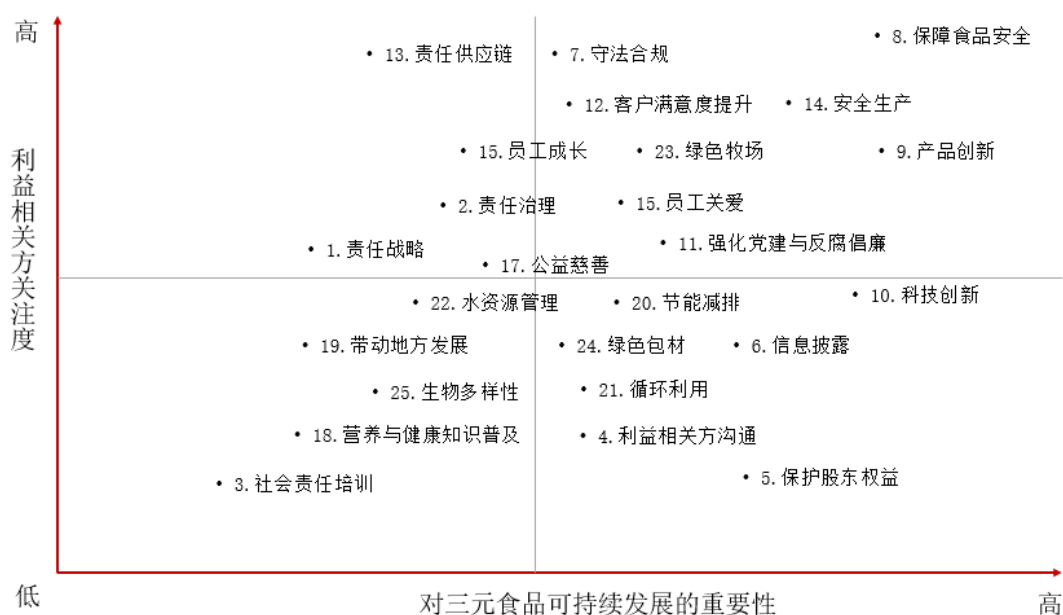 高
8.保障食品安全
13.责任供应链
7.守法合规
12.客户满意度提升
14.安全生产
15.员工成长
23.绿色牧场
9.产品创新
2.责任治理
15.员工关爱
11.强化党建与反腐倡廉
1.责任战略
17.公益慈善
利益相关方关注度
10.科技创新
22.水资源管理
20.节能减排
19.带动地方发展
24.绿色包材
6.信息披露
25.生物多样性
21.循环利用
18.营养与健康知识普及
4.利益相关方沟通
5.保护股东权益
3.社会责任培训
低
对三元食品可持续发展的重要性
高